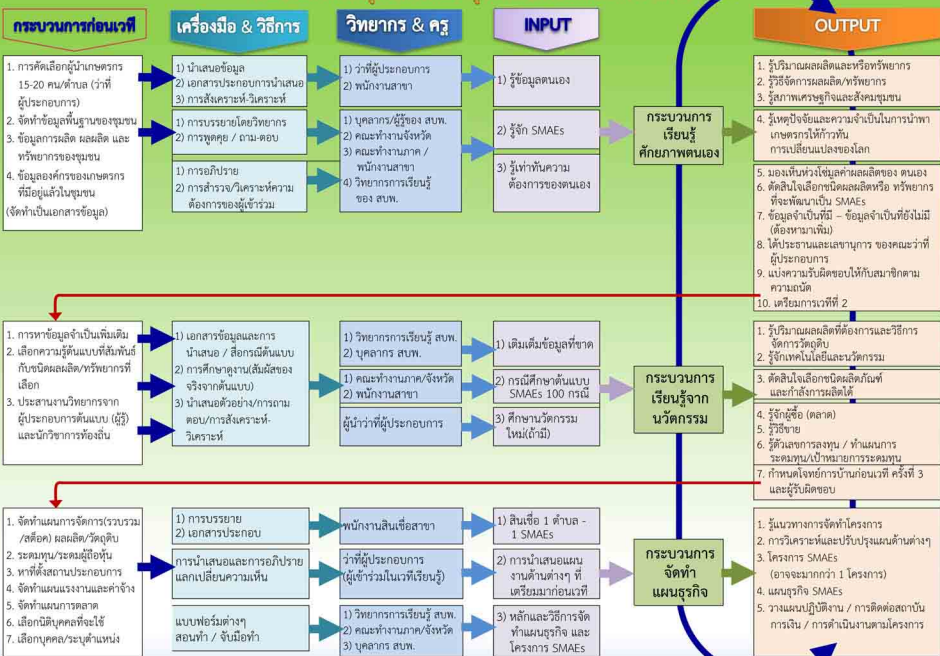 กระบวนการก่อนเวที
เครื่องมือ & วิธีการ
วิทยากร & ครู
INPUT
OUTPUT
1. การคัดเลือกผู้นำเกษตรกร
15-20 คน/ตำบล (ว่าที่
ผู้ประกอบการ)
2. จัดทำข้อมูลพื้นฐานของชุมชน
3. ข้อมูลการผลิต ผลผลิต และ
ทรัพยากรของชุมชน
4. ข้อมูลองค์กรของเกษตรกร
ที่มีอยู่แล้วในชุมชน
(จัดทำเป็นเอกสารข้อมูล)
1) นำเสนอข้อมูล
2) เอกสารประกอบการนำเสนอ
3) การสังเคราะห์-วิเคราะห์
1) การบรรยายโดยวิทยากร
2) การพูดคุย / ถาม-ตอบ
1) การอภิปราย
2) การสำรวจ/วิเคราะห์ความ
ต้องการของผู้เข้าร่วม
1) ว่าที่ผู้ประกอบการ
2) พนักงานสาขา
1) บุคลากร/ผู้รู้ของ สบพ.
2) คณะทำงานจังหวัด
3) คณะทำงานภาค /
พนักงานสาขา
4) วิทยากรการเรียนรู้
ของ สบพ.
1) รู้ข้อมูลตนเอง
2) รู้จัก SMAEs
3) รู้เท่าทันความ
ต้องการของตนเอง
กระบวนการ
เรียนรู้
ศักยภาพตนเอง
1. รู้ปริมาณผลผลิตและหรือทรัพยากร
2. รู้วิธีจัดการผลผลิต/ทรัพยากร
3. รู้สภาพเศรษฐกิจและสังคมชุมชน
4. รู้เหตุปัจจัยและความจำเป็นในการนำพา
เกษตรกรให้ก้าวทัน
การเปลี่ยนแปลงของโลก
5. มองเห็นห่วงโซ่มูลค่าผลผลิตของ ตนเอง
6. ตัดสินใจเลือกชนิดผลผลิตหรือ ทรัพยากร
ที่จะพัฒนาเป็น SMAEs
7. ข้อมูลจำเป็นที่มี – ข้อมูลจำเป็นที่ยังไม่มี
(ต้องหามาเพิ่ม)
8. ได้ประธานและเลขานุการ ของคณะว่าที่
ผู้ประกอบการ
9. แบ่งความรับผิดชอบให้กับสมาชิกตาม
ความถนัด
10. เตรียมการเวทีที่ 2
1. การหาข้อมูลจำเป็นเพิ่มเติม
2. เลือกความรู้ต้นแบบที่สัมพันธ์
กับชนิดผลผลิต/ทรัพยากรที่
เลือก
3. ประสานงานวิทยากรจาก
ผู้ประกอบการต้นแบบ (ผู้รู้)
และนักวิชาการท้องถิ่น
1) เอกสารข้อมูลและการ
นำเสนอ / สื่อกรณีต้นแบบ
2) การศึกษาดูงาน(สัมผัสของ
จริงจากต้นแบบ)
3) นำเสนอตัวอย่าง/การถาม
ตอบ/การสังเคราะห์-
วิเคราะห์
1) วิทยากรการเรียนรู้ สบพ.
2) บุคลากร สบพ.
1) คณะทำงานภาค/จังหวัด
2) พนักงานสาขา
ผู้นำว่าที่ผู้ประกอบการ
1) เติมเต็มข้อมูลที่ขาด
2) กรณีศึกษาต้นแบบ
SMAEs 100 กรณี
3) ศึกษานวัตกรรม
ใหม่(ถ้ามี)
กระบวนการ
เรียนรู้จาก
นวัตกรรม
1. รู้ปริมาณผลผลิตที่ต้องการและวิธีการ
จัดการวัตถุดิบ
2. รู้จักเทคโนโลยีและนวัตกรรม
3. ตัดสินใจเลือกชนิดผลิตภัณฑ์
และกำลังการผลิตได้
4. รู้จักผู้ซื้อ (ตลาด)
5. รู้วิธีขาย
6. รู้ตัวเลขการลงทุน / ทำแผนการ
ระดมทุน/เป้าหมายการระดมทุน
7. กำหนดโจทย์การบ้านก่อนเวที ครั้งที่ 3
และผู้รับผิดชอบ
1. จัดทำแผนการจัดการ(รวบรวม
/สต๊อค) ผลผลิต/วัตถุดิบ
2. ระดมทุน/ระดมผู้ถือหุ้น
3. หาที่ตั้งสถานประกอบการ
4. จัดทำแผนแรงงานและค่าจ้าง
5. จัดทำแผนการตลาด
6. เลือกนิติบุคคลที่จะใช้
7. เลือกบุคคล/ระบุตำแหน่ง
1) การบรรยาย
2) เอกสารประกอบ
การนำเสนอและการอภิปราย
แลกเปลี่ยนความเห็น
แบบฟอร์มต่างๆ
สอนทำ / จับมือทำ
พนักงานสินเชื่อสาขา
ว่าที่ผู้ประกอบการ
(ผู้เข้าร่วมในเวทีเรียนรู้)
1) วิทยากรการเรียนรู้ สบพ.
2) คณะทำงานภาค/จังหวัด
3) บุคลากร สบพ.
1) สินเชื่อ 1 ตำบล -
1 SMAEs
2) การนำเสนอแผน
งานด้านต่างๆ ที่
เตรียมมาก่อนเวที
3) หลักและวิธีการจัด
ทำแผนธุรกิจ และ
โครงการ SMAEs
กระบวนการ
จัดทำ
แผนธุรกิจ
1. รู้แนวทางการจัดทำโครงการ
2. การวิเคราะห์และปรับปรุงแผนด้านต่างๆ
3. โครงการ SMAEs
(อาจจะมากกว่า 1 โครงการ)
4. แผนธุรกิจ SMAEs
5. วางแผนปฏิบัติงาน / การติดต่อสถาบัน
การเงิน / การดำเนินงานตามโครงการ